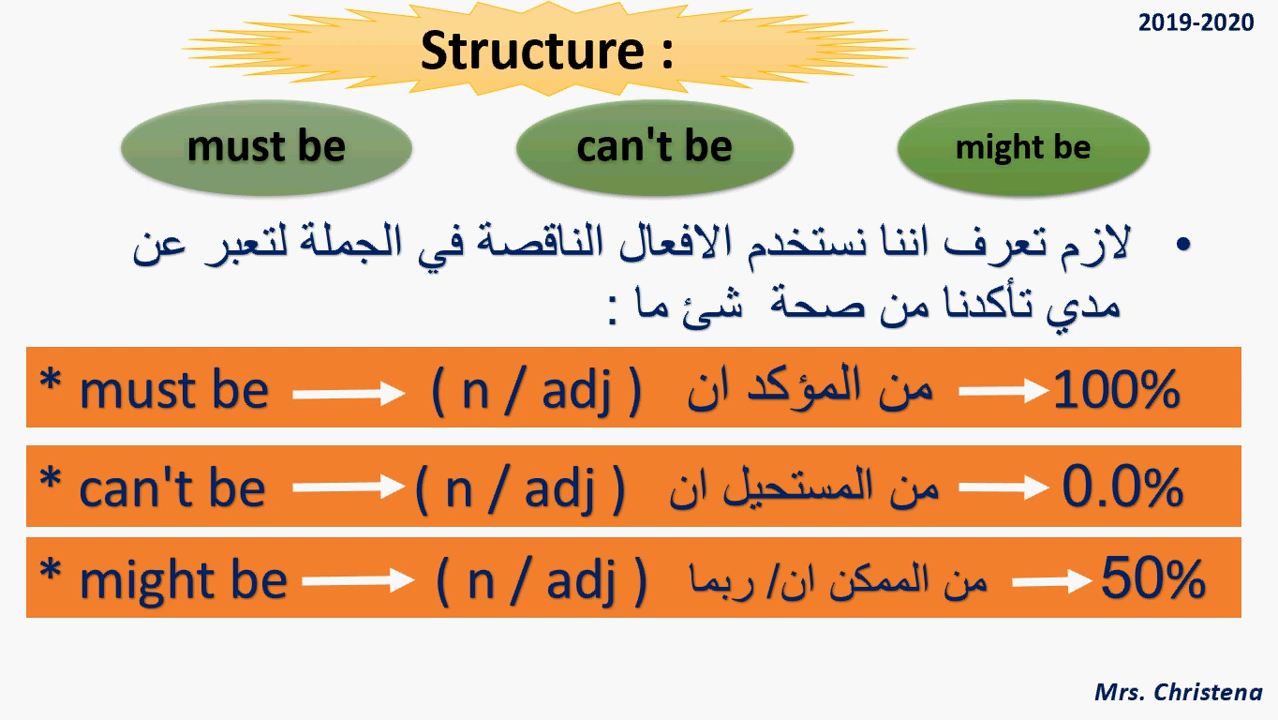 2019-2020
Structure :
must be can't be might be
• لازم تعرف اننا نستخدم الافعال الناقصة في الجملة لتعبر عن
مدي تأكدنا من صحة شئ ما :
* must be ( n / adj ) من المؤكد ان 100%
* can't be ( n / adj ) من المستحيل ان 0.0%
* might be ( n / adj ) من الممكن ان/ ربما 50%
Mrs. Christena